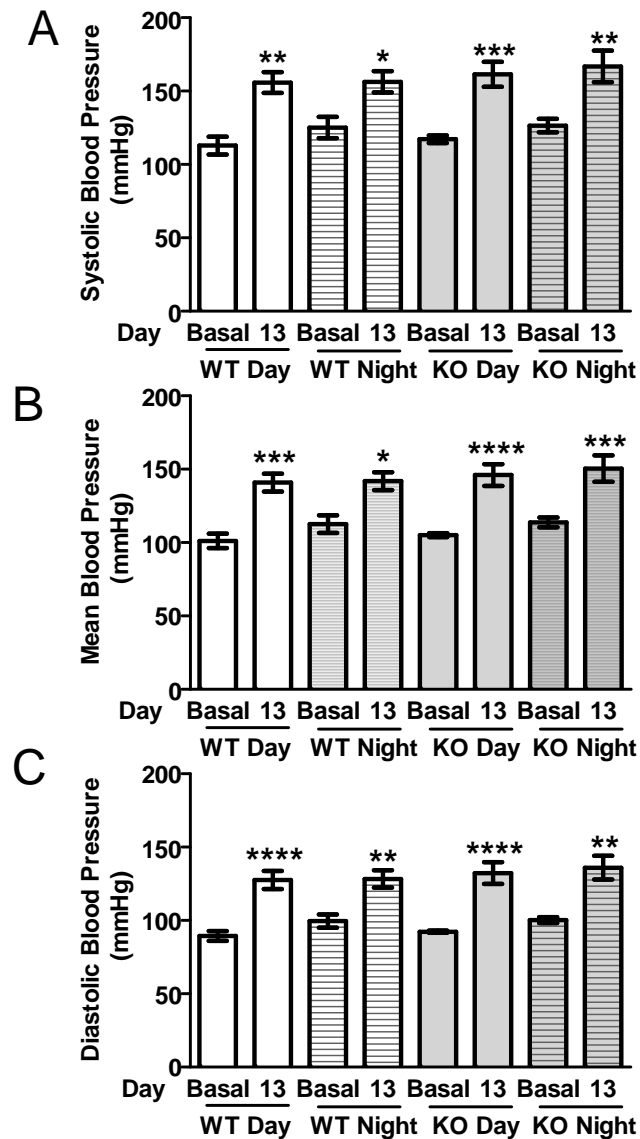 A
Systolic Blood Pressure
(mmHg)
200
150
100
50
0
** * *** **
Day Basal 13 Basal 13 Basal 13 Basal 13
WT Day WT Night KO Day KO Night
B
Mean Blood Pressure
(mmHg)
200
150
100
50
0
*** * **** ***
Day Basal 13 Basal 13 Basal 13 Basal 13
WT Day WT Night KO Day KO Night
C
Diastolic Blood Pressure
(mmHg)
200
150
100
50
0
**** ** **** **
Day Basal 13 Basal 13 Basal 13 Basal 13
WT Day WT Night KO Day KO Night